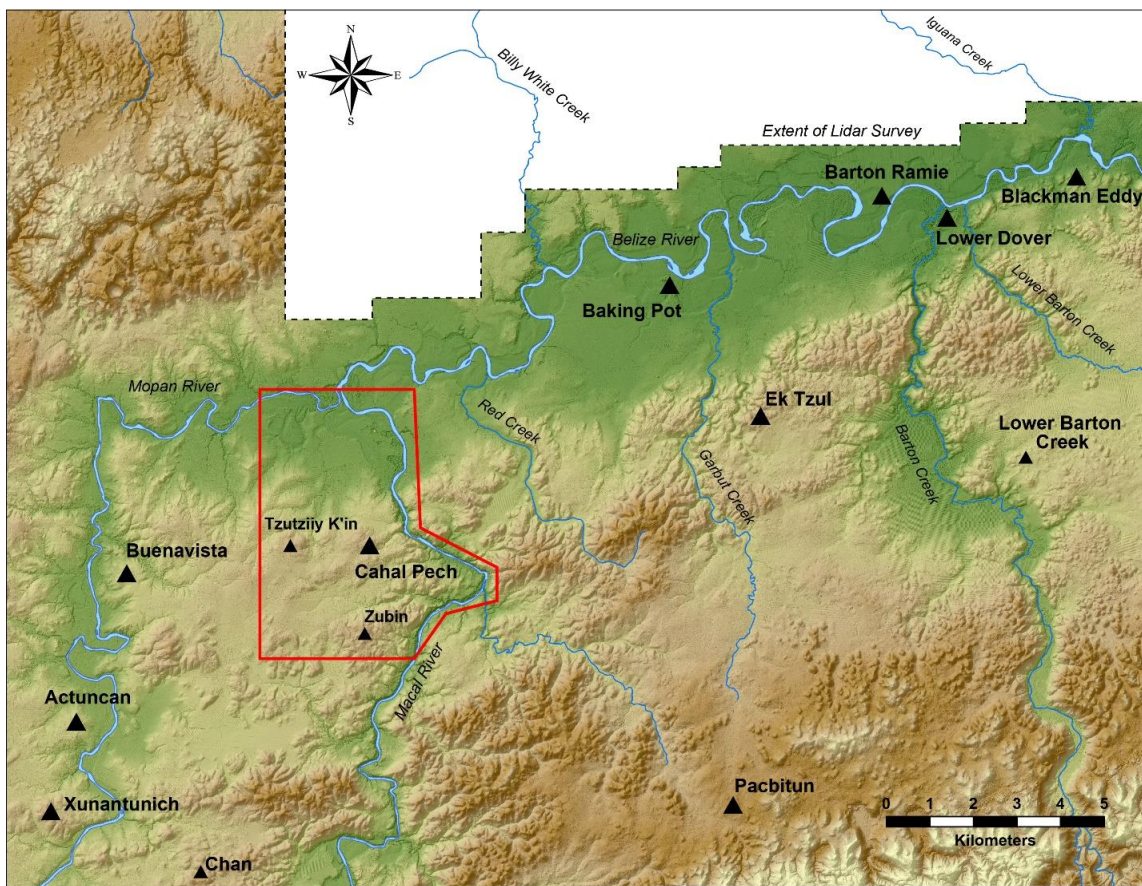 N
W
E
S
Billy White Creek
Iguana Creek
Extent of Lidar Survey
Barton Ramie
Blackman Eddy
Lower Dover
Belize River
Baking Pot
Lower Barton Creek
Mopan River
Ek Tzul
Red Creek
Lower Barton
Creek
Garbut Creek
Barton Creek
Tzutziiy K'in
Buenavista
Cahal Pech
Zubin
Macal River
Actuncan
Xunantunich
Pacbitun
Chan
0 1 2 3 4 5
Kilometers